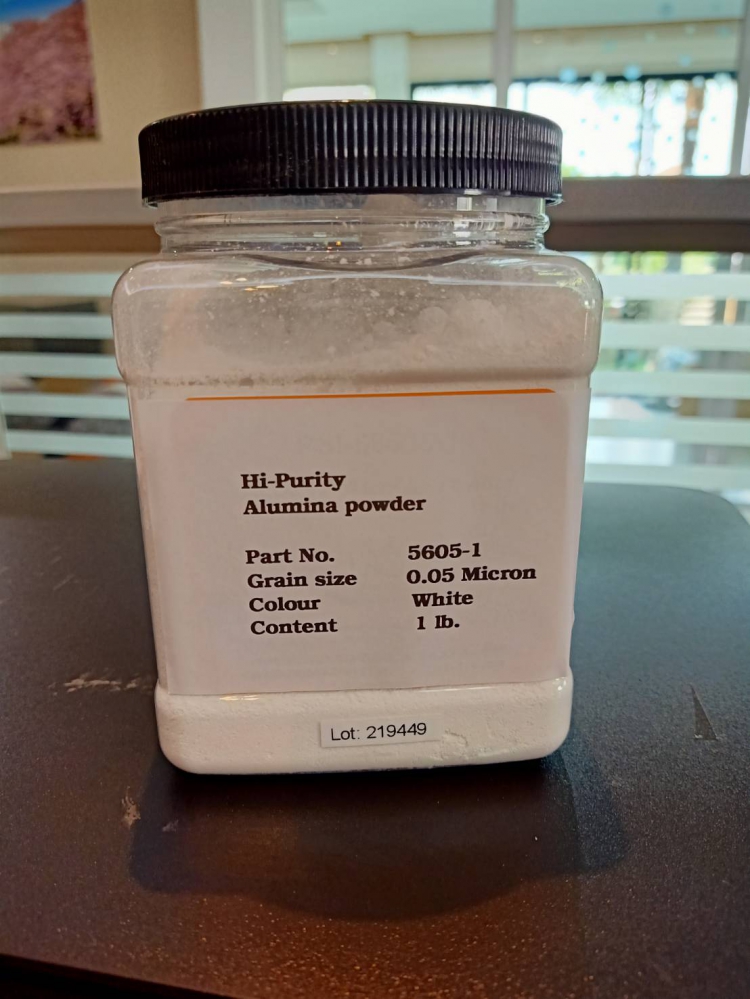 Hi-Purity
Alumina powder
Part No. 5605-1
Grain size 0.05 Micron
Colour White
Content 1 lb.
Lot: 219449